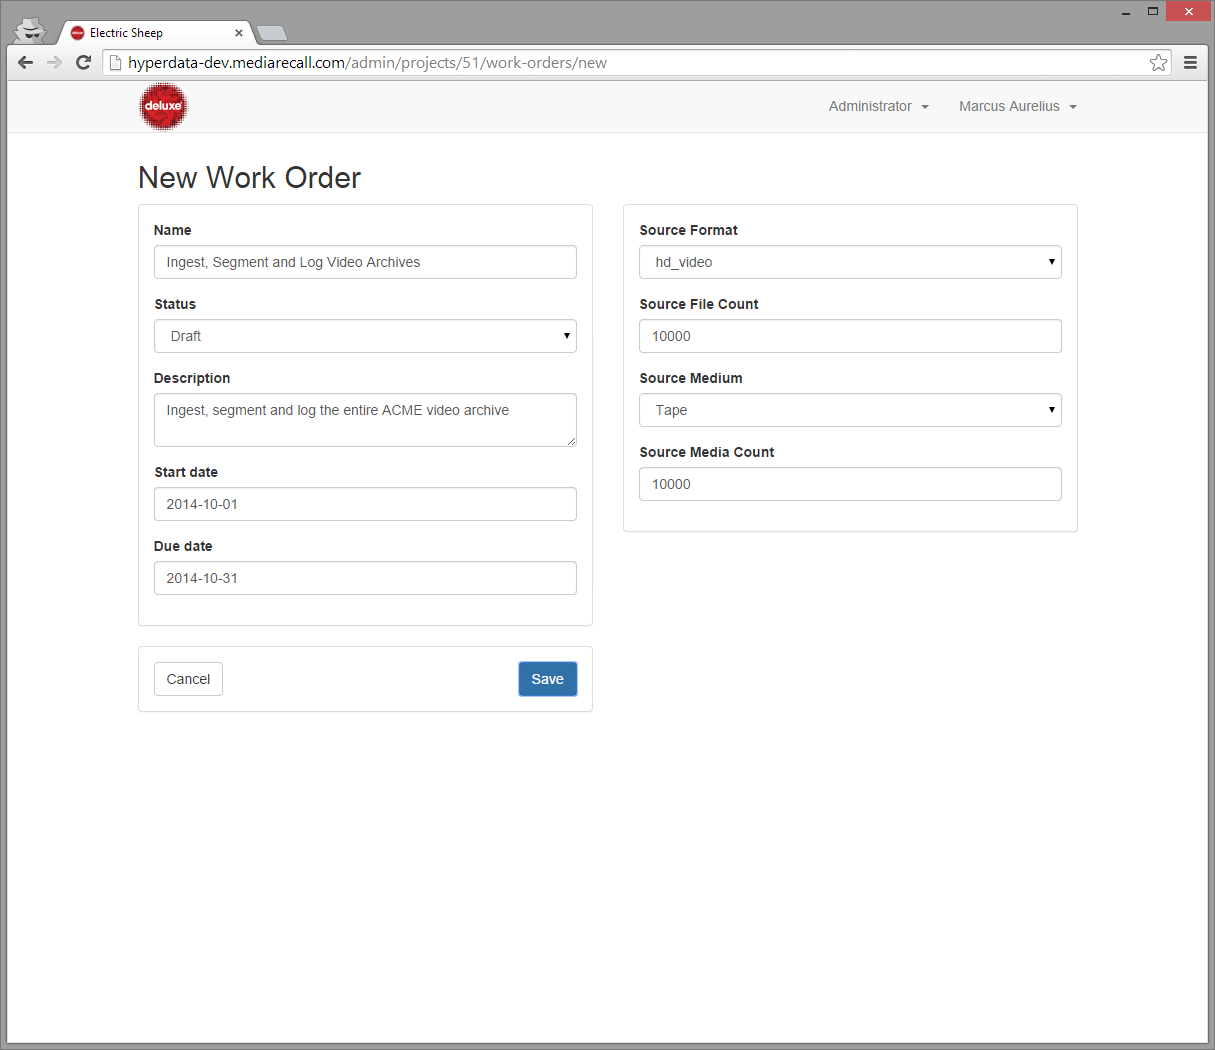 Electric Sheep
hyperdata-dev.mediarecall.com/admin/projects/51/work-orders/new
deluxe
Administrator
Marcus Aurelius
New Work Order
Name
Ingest, Segment and Log Video Archives
Status
Draft
Description
Ingest, segment and log the entire ACME video archive
Start date
2014-10-01
Due date
2014-10-31
Cancel
Save
Source Format
hd_video
Source File Count
10000
Source Medium
Tape
Source Media Count
10000